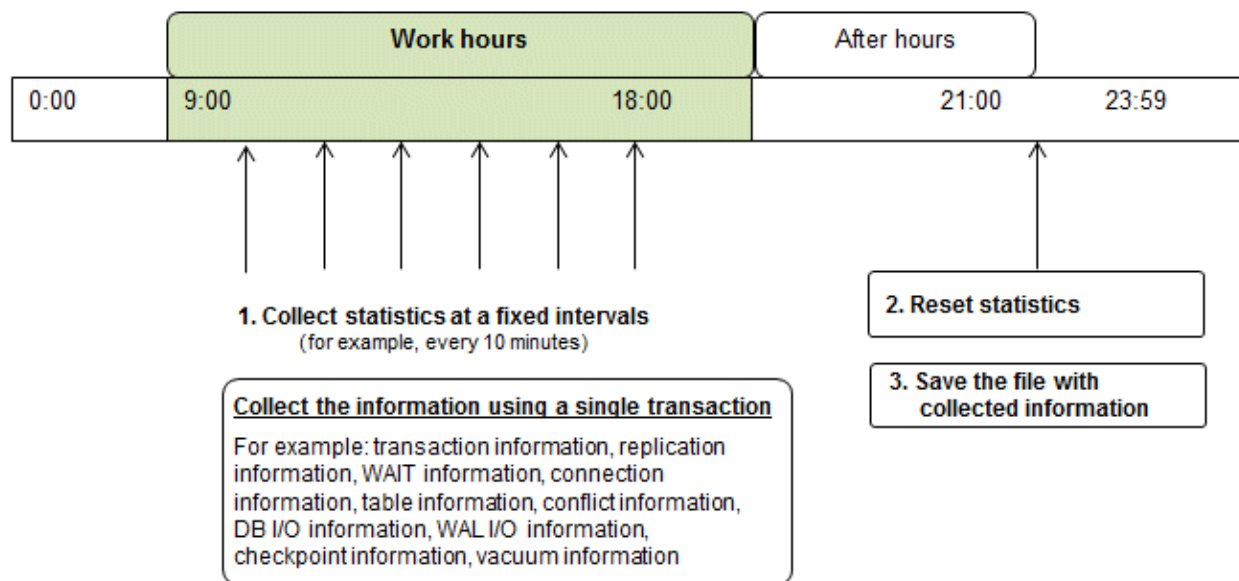 Work hours
After hours
0:00
9:00
18:00
21:00
23:59
1. Collect statistics at a fixed intervals
(for example, every 10 minutes)
2. Reset statistics
3. Save the file with
collected information
Collect the information using a single transaction
For example: transaction information, replication
information, WAIT information, connection
information, table information, conflict information,
DB I/O information, WAL I/O information,
checkpoint information, vacuum information